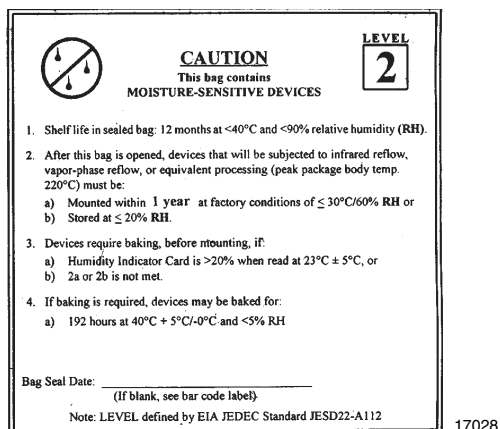 LEVEL
2
CAUTION
This bag contains
MOISTURE-SENSITIVE DEVICES
1. Shelf life in sealed bag: 12 months at <40°C and <90% relative humidity (RH).
2. After this bag is opened, devices that will be subjected to infrared reflow,
vapor-phase reflow, or equivalent processing (peak package body temp.
220°C) must be:
a) Mounted within 1 year at factory conditions of ≤ 30°C/60% RH or
b) Stored at ≤ 20% RH.
3. Devices require baking, before mounting, if:
a) Humidity Indicator Card is >20% when read at 23°C ± 5°C, or
b) 2a or 2b is not met.
4. If baking is required, devices may be baked for:
a) 192 hours at 40°C + 5°C/-0°C and <5% RH
Bag Seal Date:
(If blank, see bar code label)
Note: LEVEL defined by EIA JEDEC Standard JESD22-A112
17028